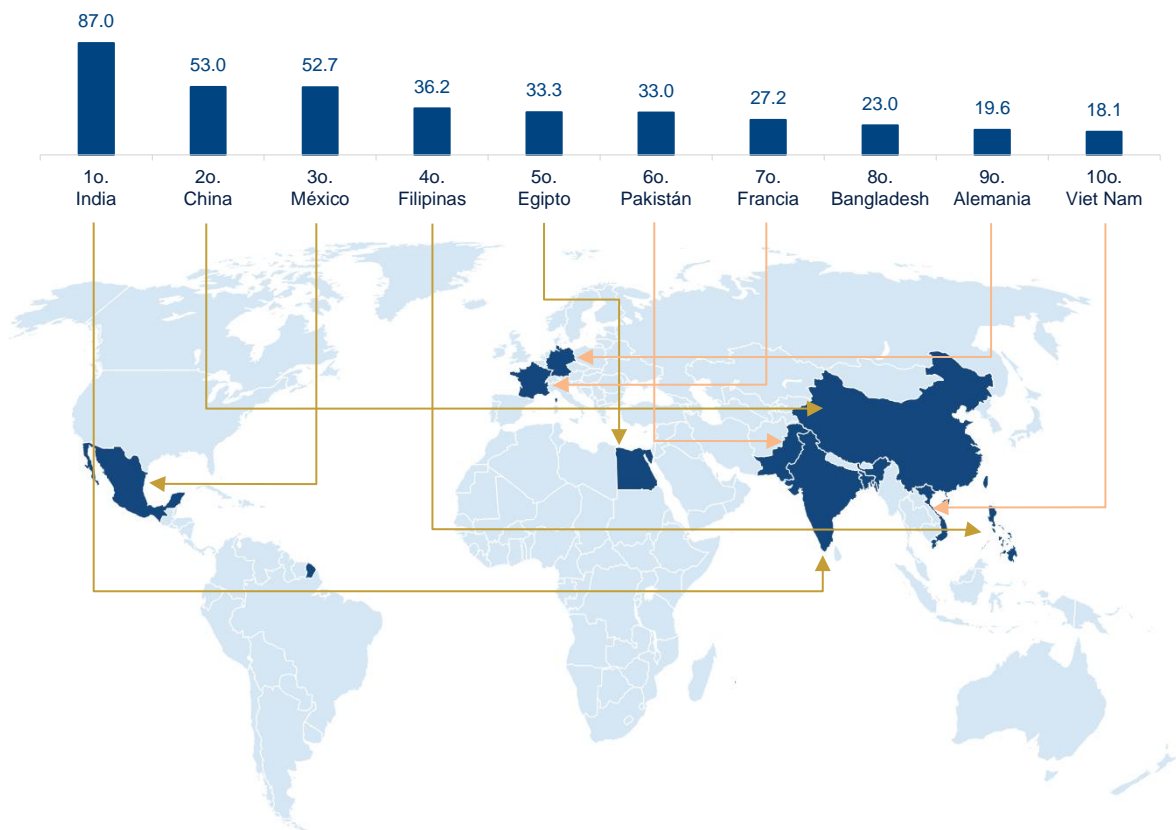 87.0
53.0
52.7
36.2
33.3
33.0
27.2
23.0
19.6
18.1
1o.
India
2o.
China
3o.
México
4o.
Filipinas
5o.
Egipto
6o.
Pakistán
7o.
Francia
8o.
Bangladesh
9o.
Alemania
10o.
Viet Nam